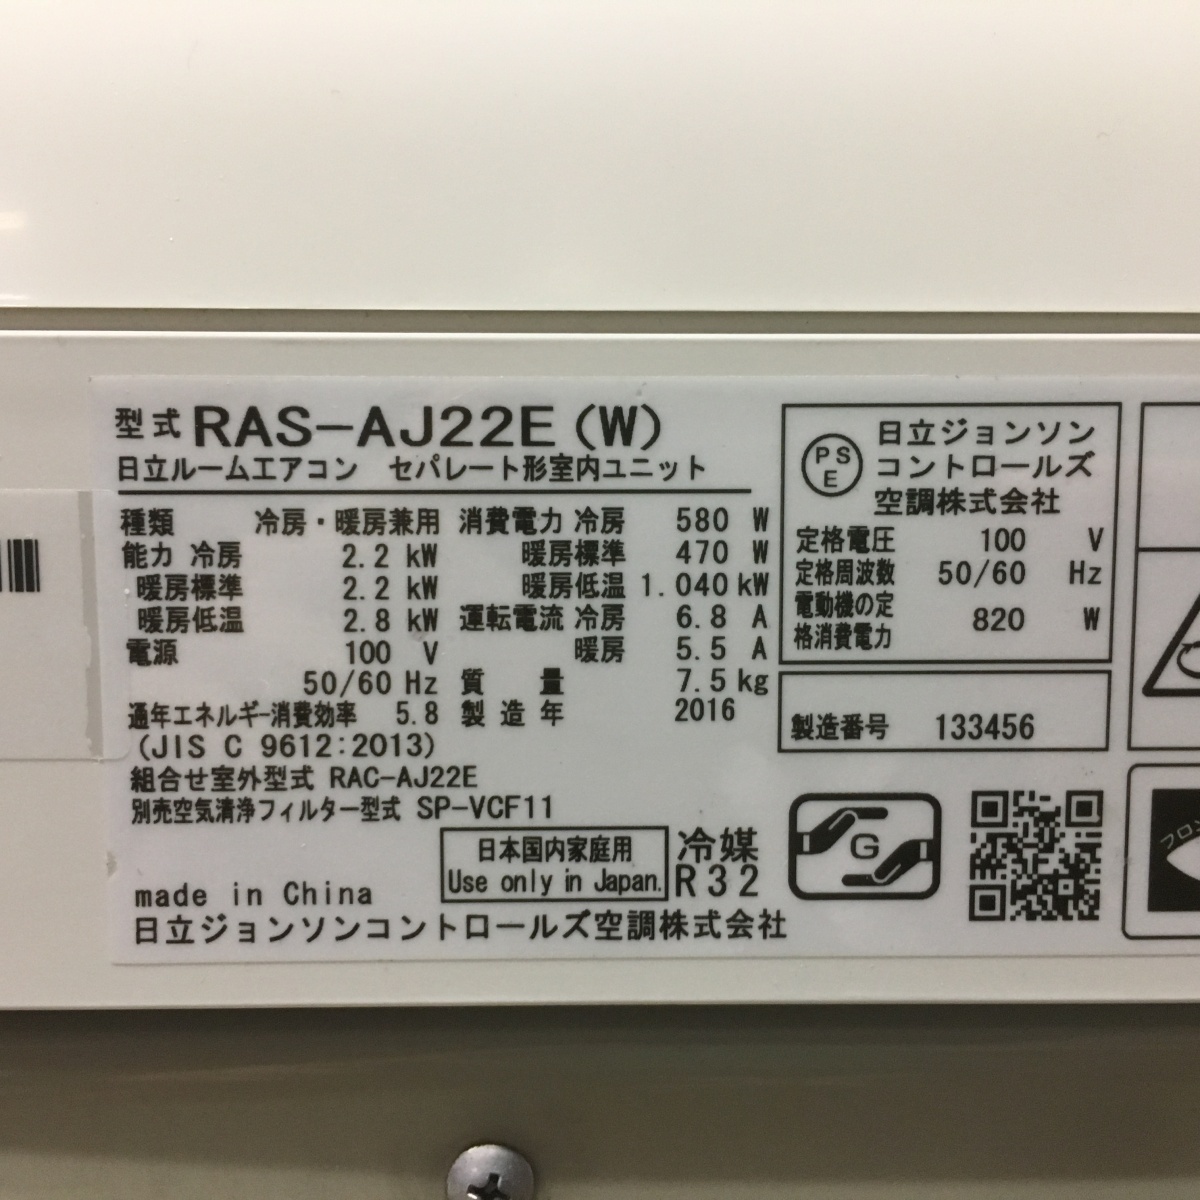 型式 RAS-AJ22E (W)
日立ルームエアコン セパレート形室内ユニット
種類 冷房・暖房兼用
能力 冷房 2.2 kW
暖房標準 2.2 kW
暖房低温 2.8 kW
電源 100 V
50/60 Hz
通年エネルギー消費効率 5.8
(JIS C 9612:2013)
組合せ室外型式 RAC-AJ22E
別売空気清浄フィルター型式 SP-VCF11
消費電力 冷房 580 W
暖房標準 470 W
暖房低温 1.040 kW
運転電流 冷房 6.8 A
暖房 5.5 A
質量 7.5 kg
製造年 2016
日本国内家庭用
Use only in Japan.
冷媒
R32
made in China
日立ジョンソンコントロールズ空調株式会社
PS
E
日立ジョンソン
コントロールズ
空調株式会社
定格電圧 100 V
定格周波数 50/60 Hz
電動機の定
格消費電力 820 W
製造番号 133456
G
フロン